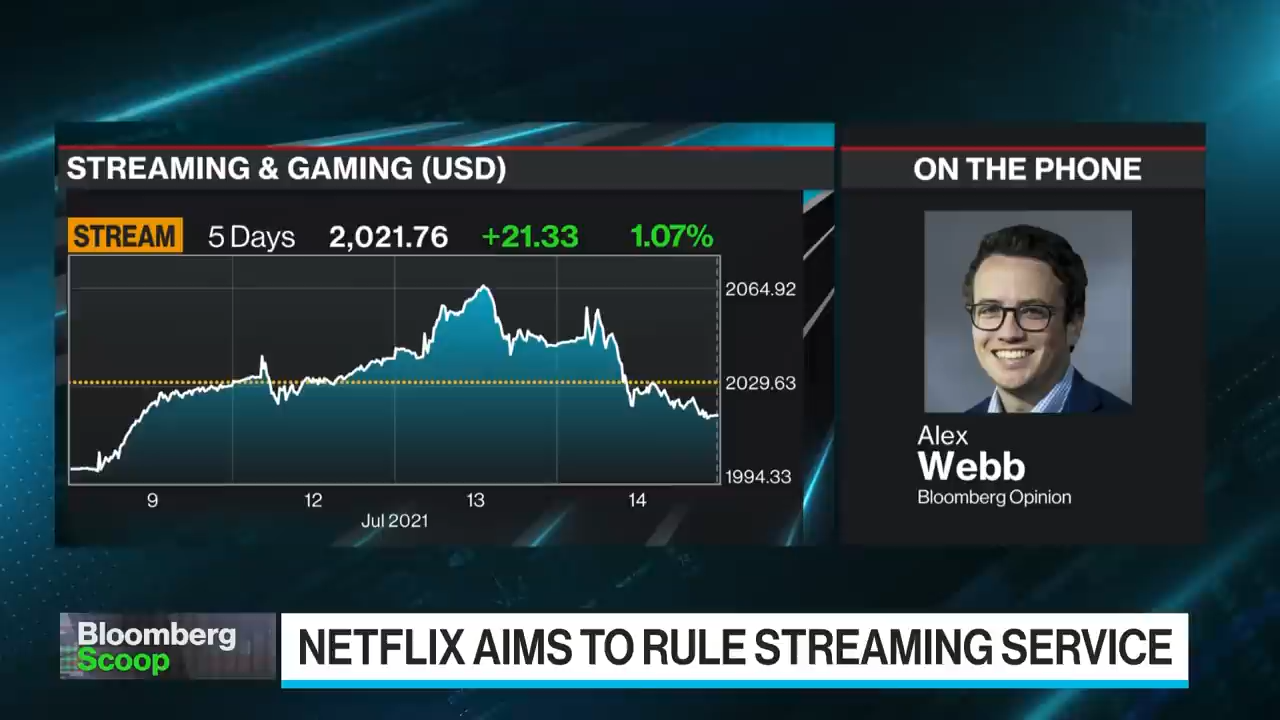 STREAMING & GAMING (USD)
STREAM 5 Days 2,021.76 +21.33 1.07%
2064.92
2029.63
1994.33
9 12 13 14
Jul 2021
ON THE PHONE
Alex
Webb
Bloomberg Opinion
Bloomberg
Scoop
NETFLIX AIMS TO RULE STREAMING SERVICE